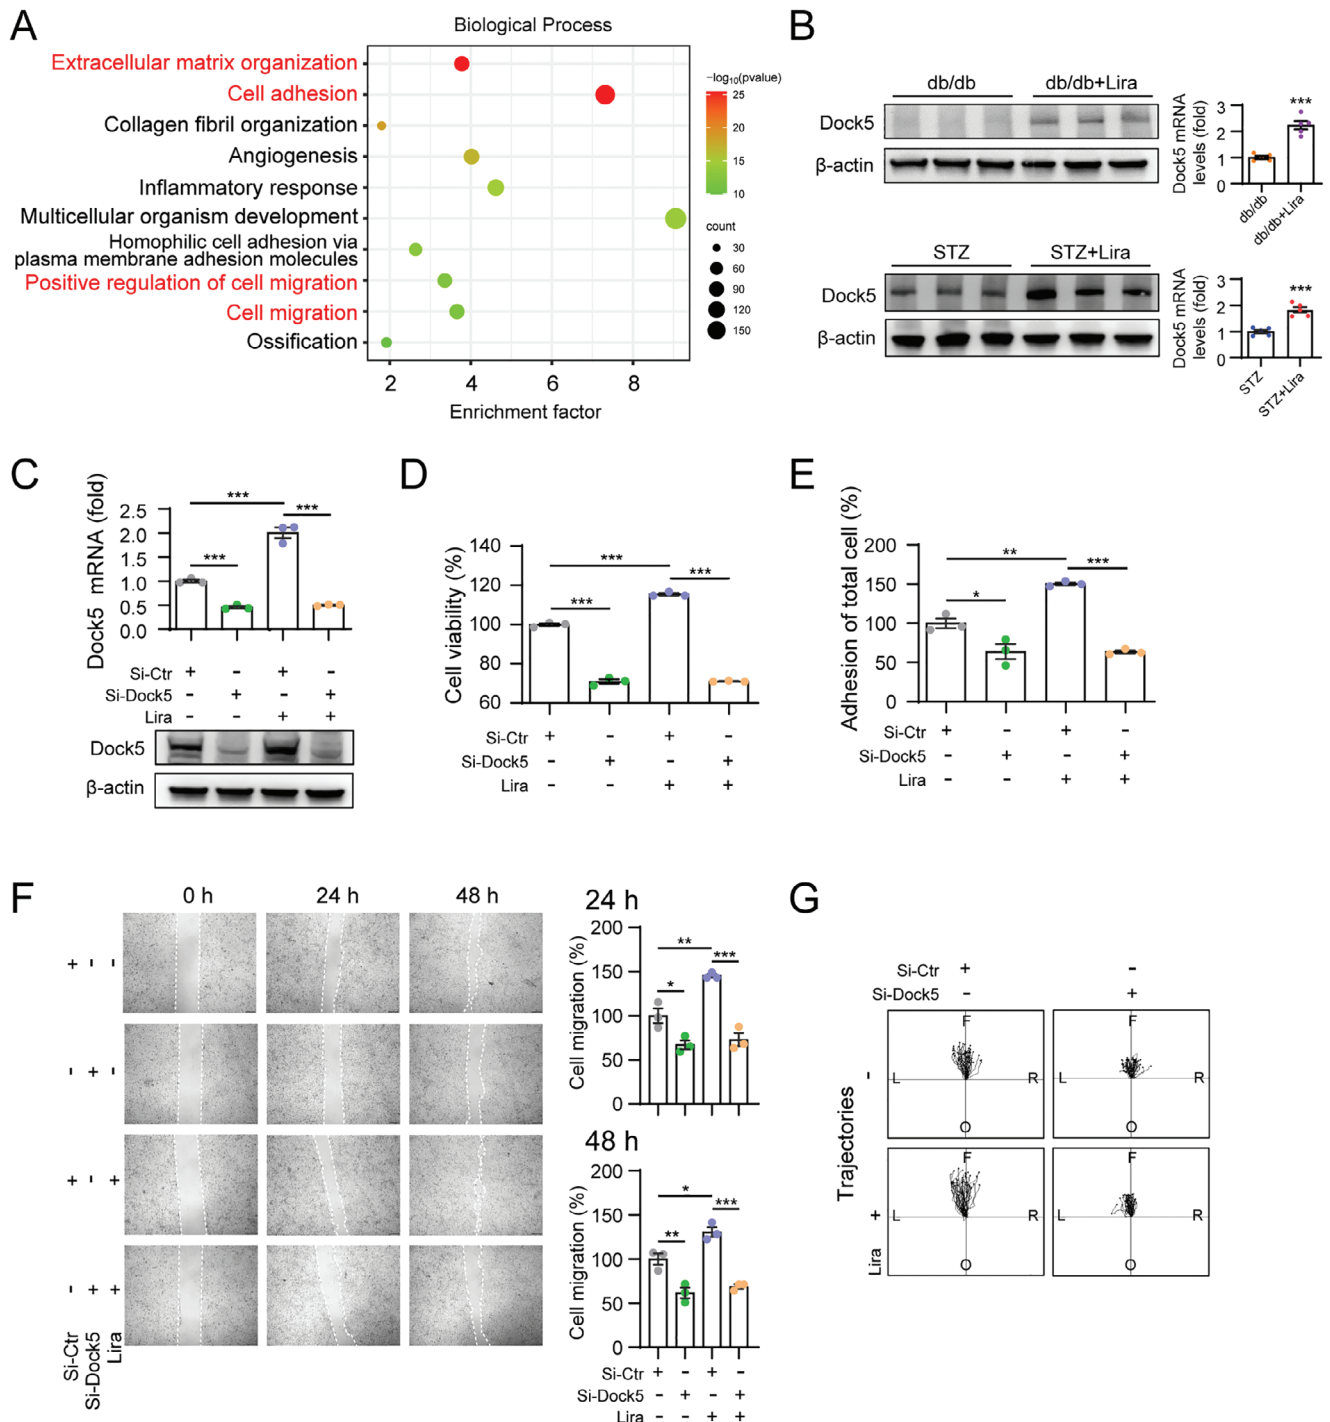 A
Biological Process
Extracellular matrix organization
Cell adhesion
Collagen fibril organization
Angiogenesis
Inflammatory response
Multicellular organism development
Homophilic cell adhesion via
plasma membrane adhesion molecules
Positive regulation of cell migration
Cell migration
Ossification
2 4 6 8
Enrichment factor
−log10(pvalue)
25
20
15
10
count
30
60
90
120
150
B
db/db db/db+Lira
Dock5
β-actin
Dock5 mRNA
levels (fold)
3
2
1
0
***
db/db
db/db+Lira
STZ STZ+Lira
Dock5
β-actin
Dock5 mRNA
levels (fold)
3
2
1
0
***
STZ
STZ+Lira
C
Dock5 mRNA (fold)
2.5
2.0
1.5
1.0
0.5
0.0
***
***
***
Si-Ctr + - + -
Si-Dock5 - + - +
Lira - - + +
Dock5
β-actin
D
Cell viability (%)
140
120
100
80
60
***
***
***
Si-Ctr + - + -
Si-Dock5 - + - +
Lira - - + +
E
Adhesion of total cell (%)
200
150
100
50
0
**
***
*
Si-Ctr + - + -
Si-Dock5 - + - +
Lira - - + +
F
0 h 24 h 48 h
+ - -
- + -
+ - +
- + +
Si-Ctr
Si-Dock5
Lira
24 h
Cell migration (%)
200
150
100
50
0
**
***
*
48 h
Cell migration (%)
200
150
100
50
0
*
***
**
Si-Ctr + - + -
Si-Dock5 - + - +
Lira - - + +
G
Si-Ctr + -
Si-Dock5 - +
Trajectories
Lira
-
F
L R
O
F
L R
O
+
F
L R
O
F
L R
O